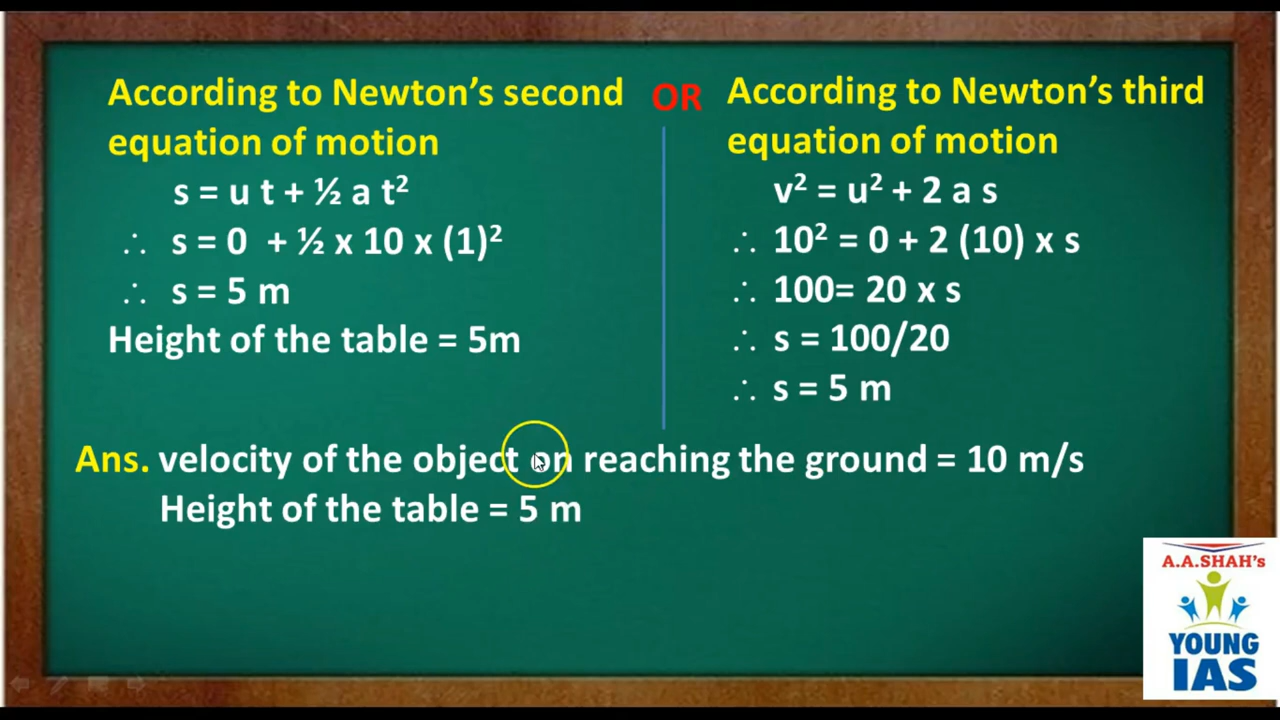 According to Newton's second
equation of motion
s = u t + ½ a t²
∴ s = 0 + ½ x 10 x (1)²
∴ s = 5 m
Height of the table = 5m
OR
According to Newton's third
equation of motion
v² = u² + 2 a s
∴ 10² = 0 + 2 (10) x s
∴ 100= 20 x s
∴ s = 100/20
∴ s = 5 m
Ans. velocity of the object on reaching the ground = 10 m/s
Height of the table = 5 m
A.A.SHAH's
YOUNG
IAS